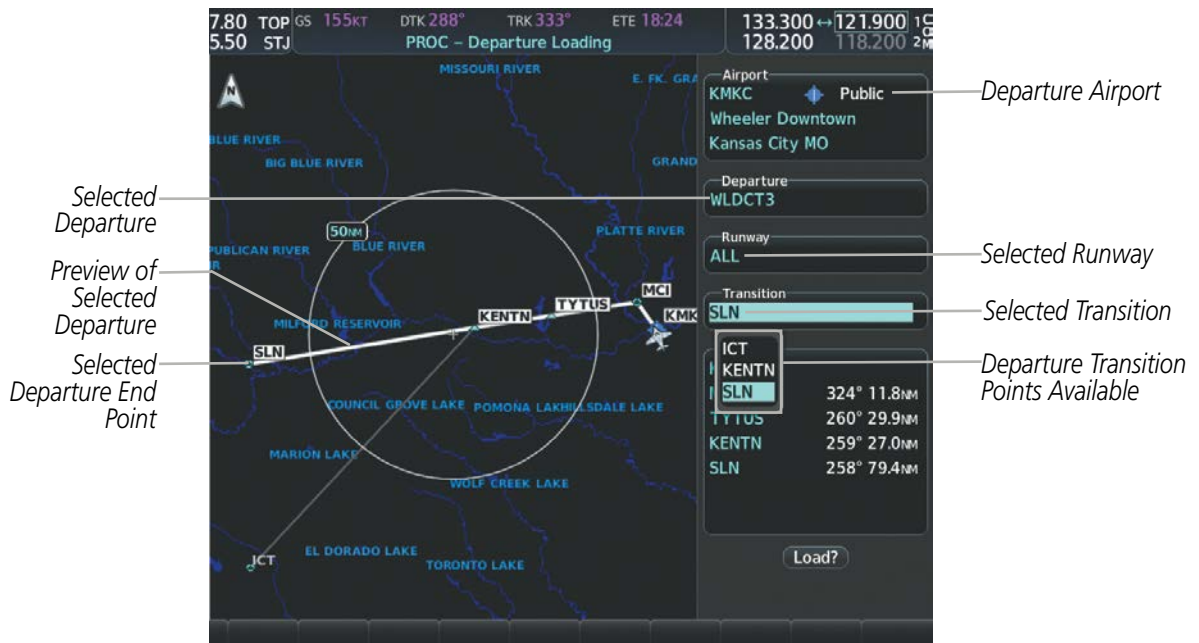 7.80 TOP GS 155KT DTK 288° TRK 333° ETE 18:24 133.300 ↔ 121.900 1
5.50 STJ PROC – Departure Loading 128.200 118.200 2
MISSOURI RIVER
E. FK. GRA
N
BLUE RIVER
BIG BLUE RIVER
GRAND
50NM
BLUE RIVER
PLATTE RIVER
PUBLICAN RIVER
MCI
TYTUS
KENTN
KMK
MILFORD RESERVOIR
SLN
COUNCIL GROVE LAKE
POMONA LAK
HILLSDALE LAKE
MARION LAKE
WOLF CREEK LAKE
EL DORADO LAKE
ICT
TORONTO LAKE
Airport
KMKC Public
Wheeler Downtown
Kansas City MO
Departure
WLDCT3
Runway
ALL
Transition
SLN
ICT
KENTN
SLN
324° 11.8NM
TYTUS 260° 29.9NM
KENTN 259° 27.0NM
SLN 258° 79.4NM
Load?
Selected
Departure
Preview of
Selected
Departure
Selected
Departure End
Point
Departure Airport
Selected Runway
Selected Transition
Departure Transition
Points Available